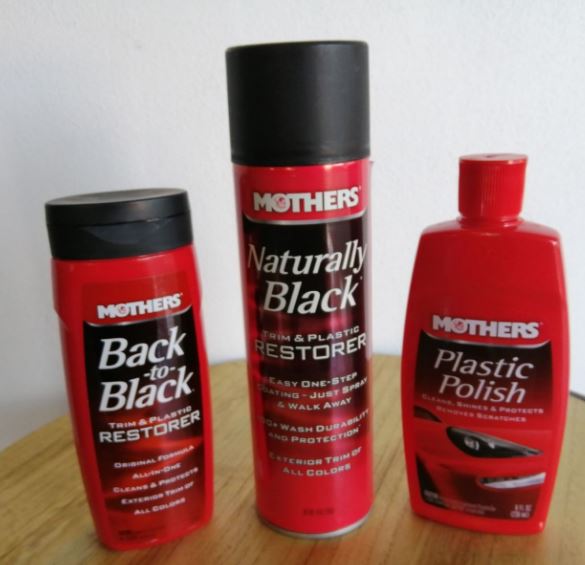 MOTHERS
Back
-to-
Black
TRIM & PLASTIC
RESTORER
ORIGINAL FORMULA
ALL-IN-ONE
CLEANS & PROTECTS
EXTERIOR TRIM OF
ALL COLORS
MOTHERS
Naturally
Black
TRIM & PLASTIC
RESTORER
EASY ONE-STEP
COATING - JUST SPRAY
& WALK AWAY
WASH DURABILITY
AND PROTECTION
EXTERIOR TRIM OF
ALL COLORS
MOTHERS
Plastic
Polish
CLEANS, SHINES & PROTECTS
REMOVES SCRATCHES